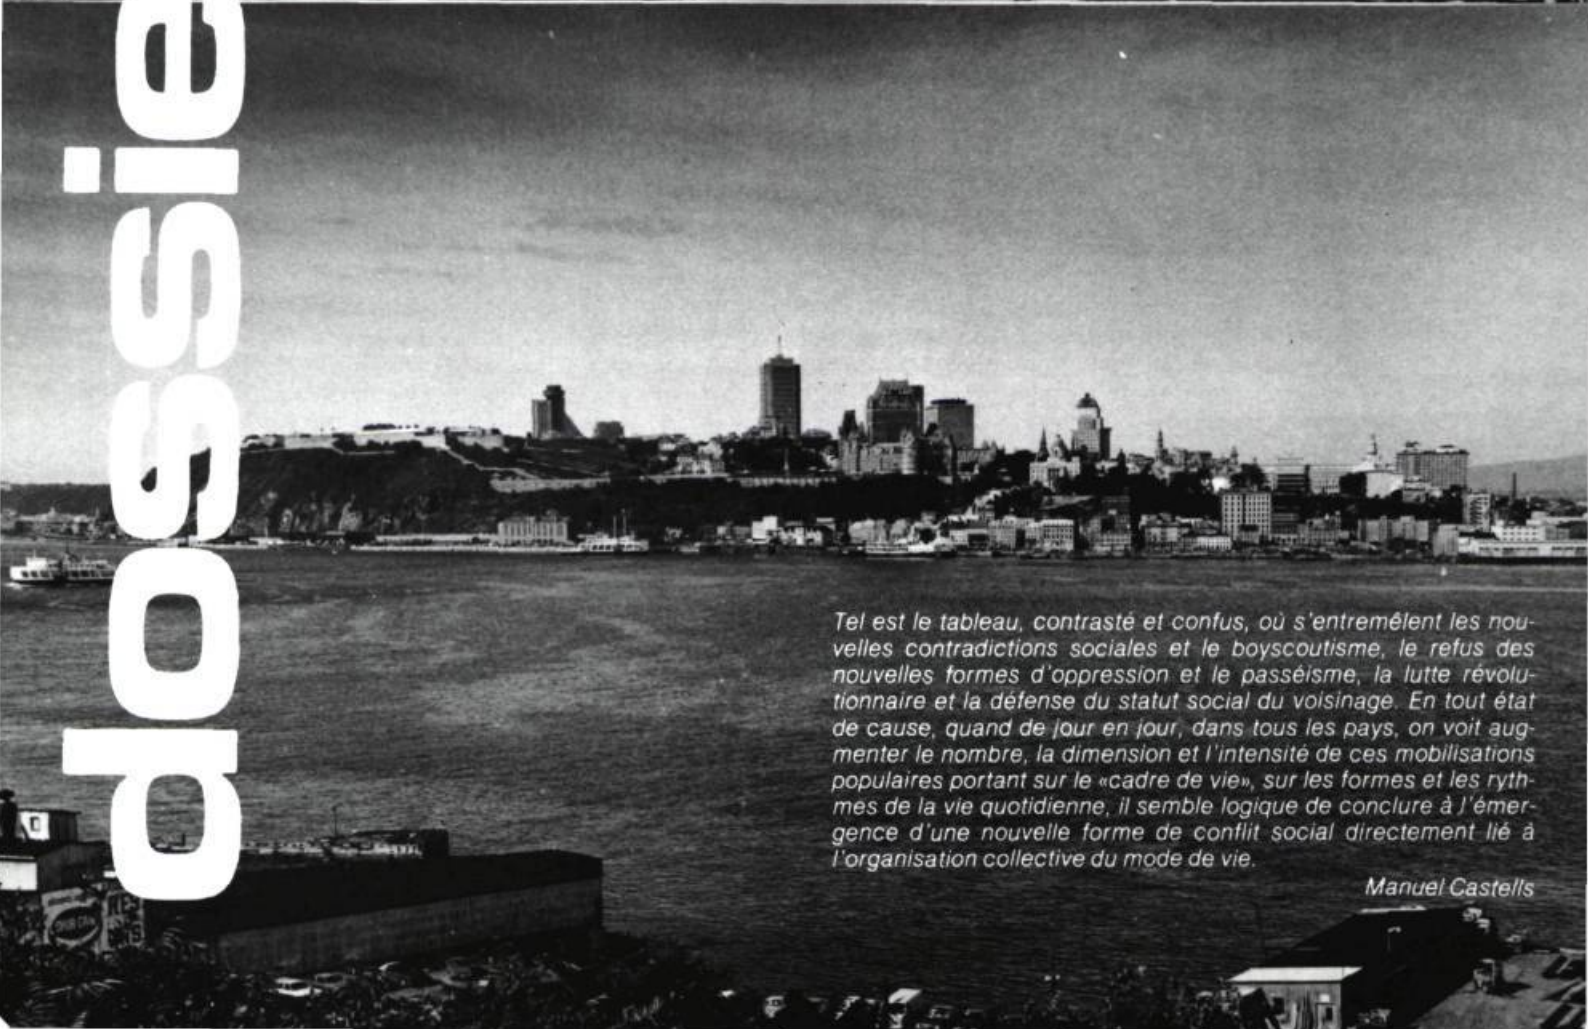 dossie
Tel est le tableau, contrasté et confus, où s'entremêlent les nou-
velles contradictions sociales et le boyscoutisme, le refus des
nouvelles formes d'oppression et le passéisme, la lutte révolu-
tionnaire et la défense du statut social du voisinage. En tout état
de cause, quand de jour en jour, dans tous les pays, on voit aug-
menter le nombre, la dimension et l'intensité de ces mobilisations
populaires portant sur le «cadre de vie», sur les formes et les ryth-
mes de la vie quotidienne, il semble logique de conclure à l'émer-
gence d'une nouvelle forme de conflit social directement lié à
l'organisation collective du mode de vie.
Manuel Castells